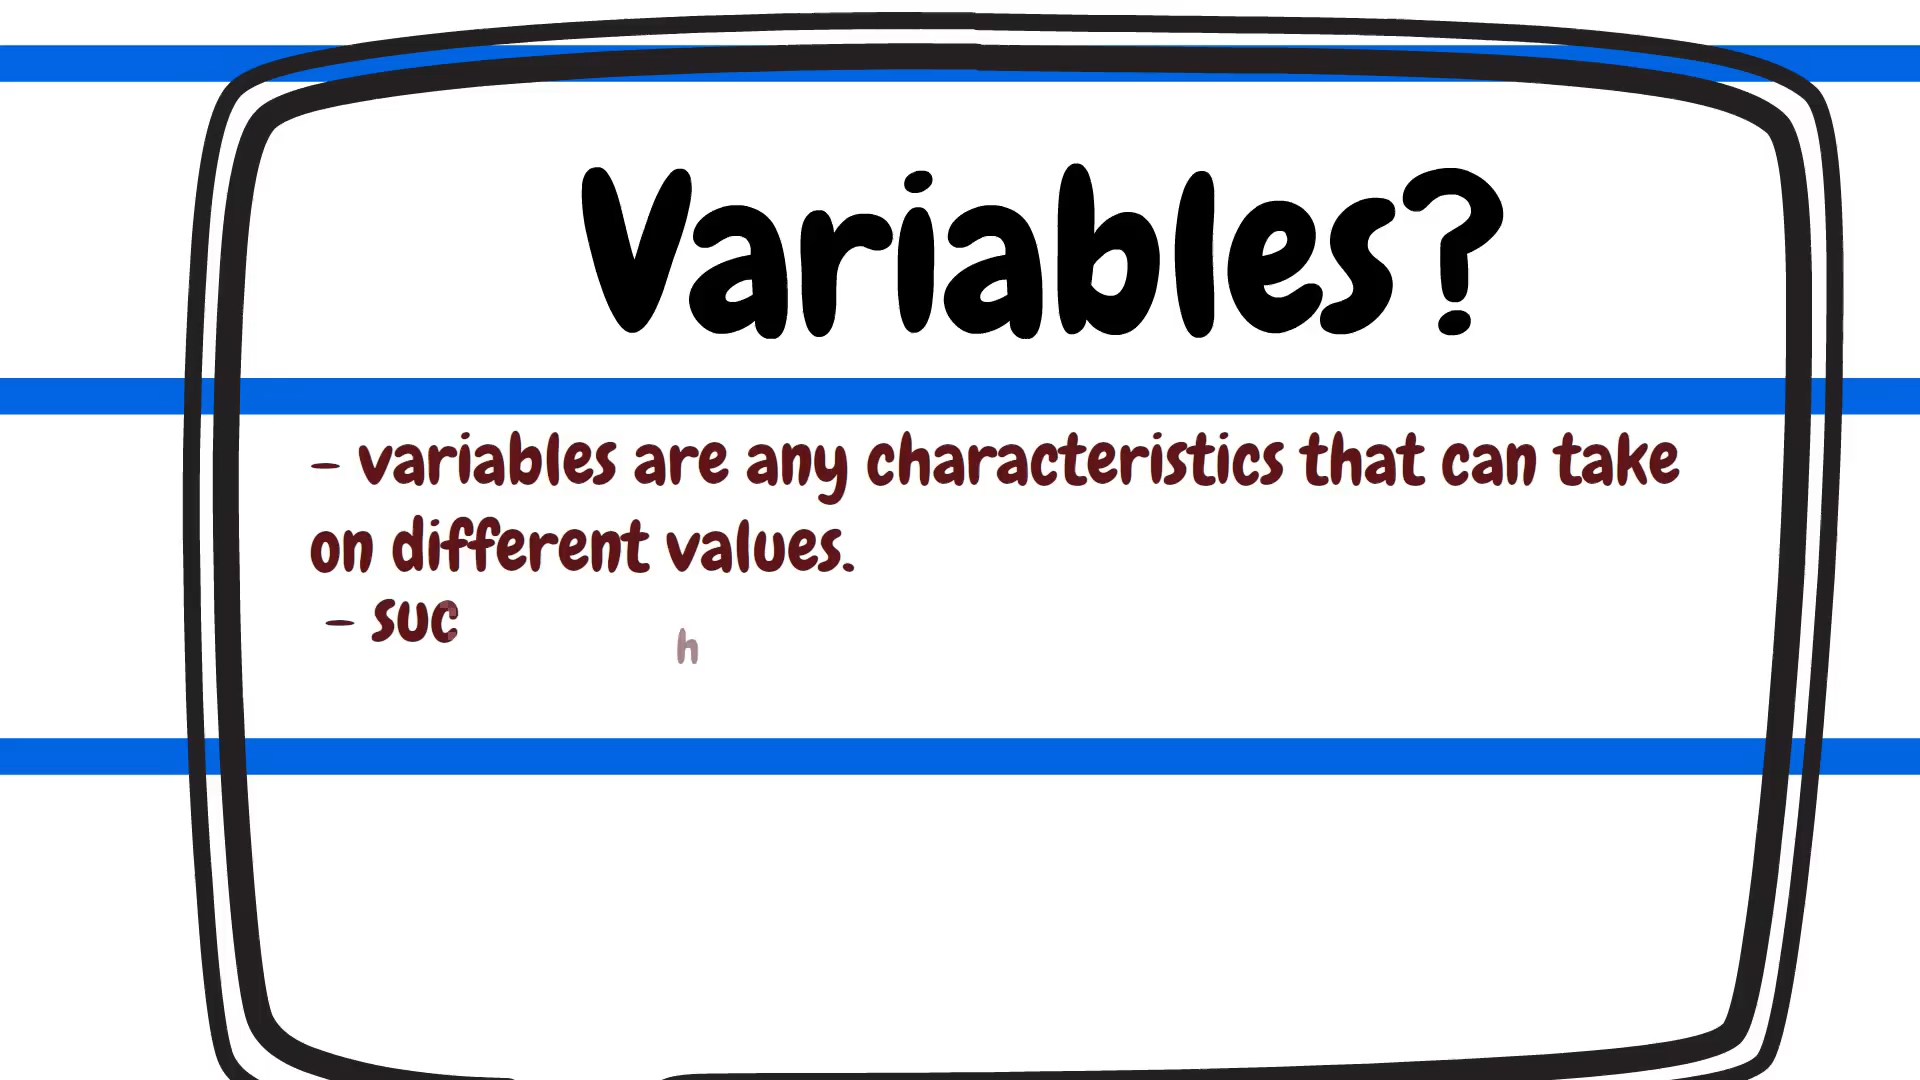 Variables?
- variables are any characteristics that can take
on different values.
- suc h